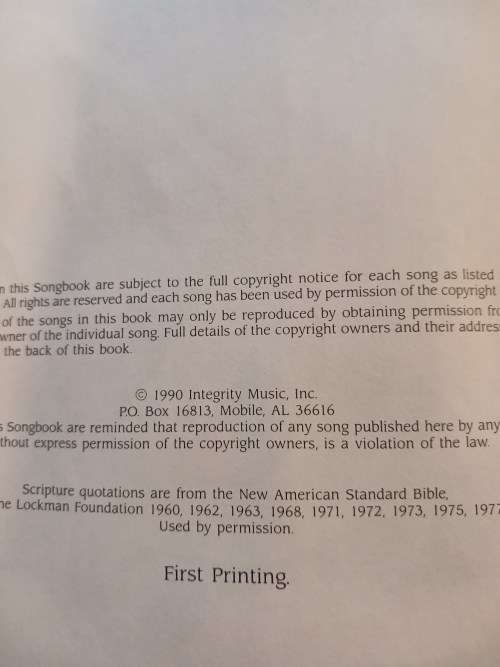 n this Songbook are subject to the full copyright notice for each song as listed
All rights are reserved and each song has been used by permission of the copyright
of the songs in this book may only be reproduced by obtaining permission fro
wner of the individual song. Full details of the copyright owners and their address
the back of this book.
© 1990 Integrity Music, Inc.
P.O. Box 16813, Mobile, AL 36616
s Songbook are reminded that reproduction of any song published here by any
thout express permission of the copyright owners, is a violation of the law.
Scripture quotations are from the New American Standard Bible,
he Lockman Foundation 1960, 1962, 1963, 1968, 1971, 1972, 1973, 1975, 1977
Used by permission.
First Printing.